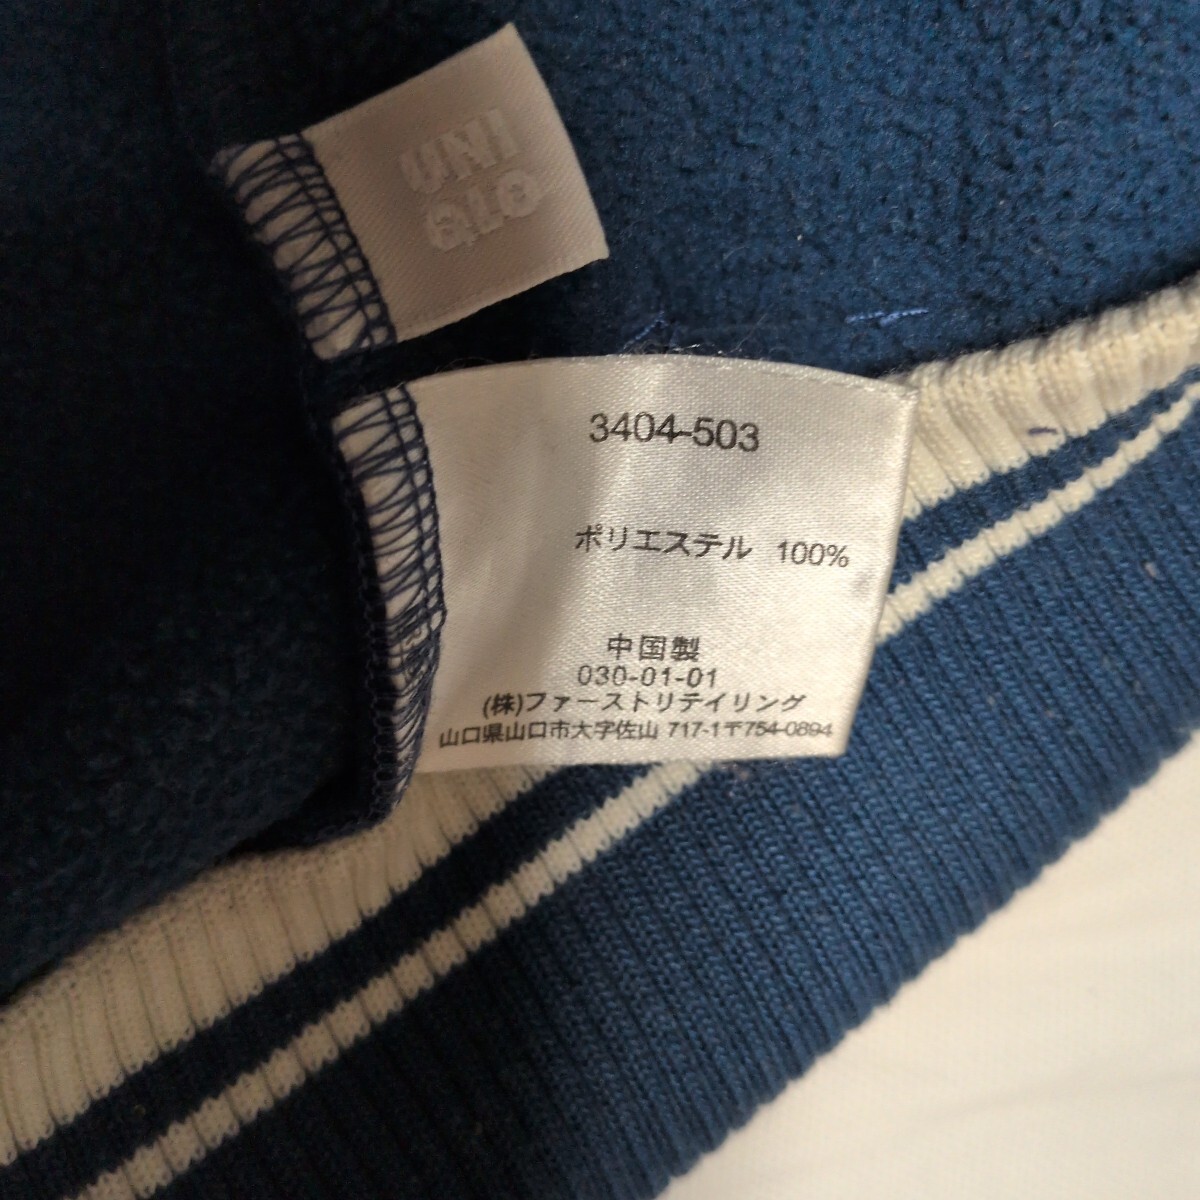 UNI
QLO
3404-503
ポリエステル 100%
中国製
030-01-01
(株)ファーストリテイリング
山口県山口市大字佐山 717-1〒754-0894